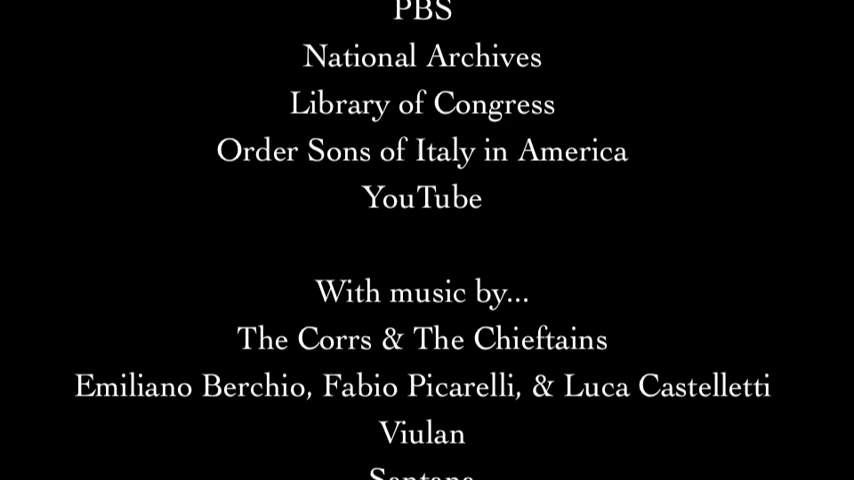 PBS
National Archives
Library of Congress
Order Sons of Italy in America
YouTube
With music by...
The Corrs & The Chieftains
Emiliano Berchio, Fabio Picarelli, & Luca Castelletti
Viulan
Santana